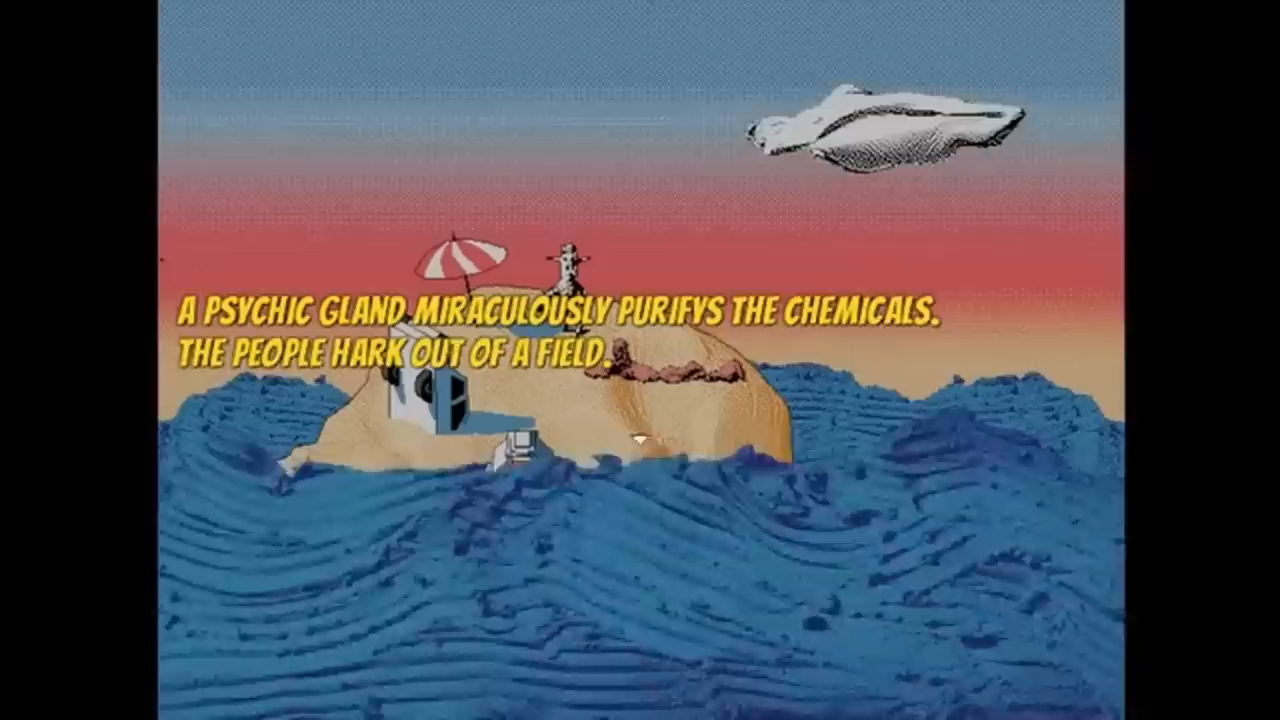 A PSYCHIC GLAND MIRACULOUSLY PURIFYS THE CHEMICALS.
THE PEOPLE HARK OUT OF A FIELD.